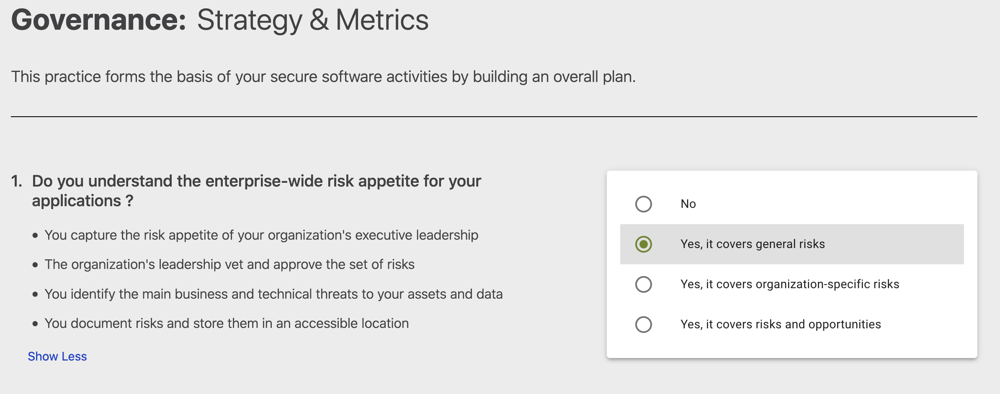 Governance: Strategy & Metrics
This practice forms the basis of your secure software activities by building an overall plan.
1. Do you understand the enterprise-wide risk appetite for your
applications ?
• You capture the risk appetite of your organization's executive leadership
• The organization's leadership vet and approve the set of risks
• You identify the main business and technical threats to your assets and data
• You document risks and store them in an accessible location
Show Less
No
Yes, it covers general risks
Yes, it covers organization-specific risks
Yes, it covers risks and opportunities